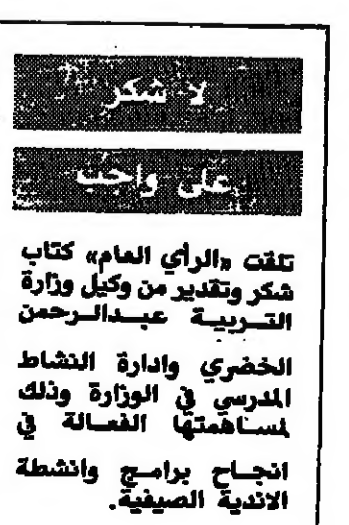 لا شكر
على واجب
تلقت «الرأي العام» كتاب
شكر وتقدير من وكيل وزارة
التربية عبدالرحمن
الخضري وادارة النشاط
المدرسي في الوزارة وذلك
لمساهمتها الفعالة في
انجاح برامج وانشطة
الاندية الصيفية.